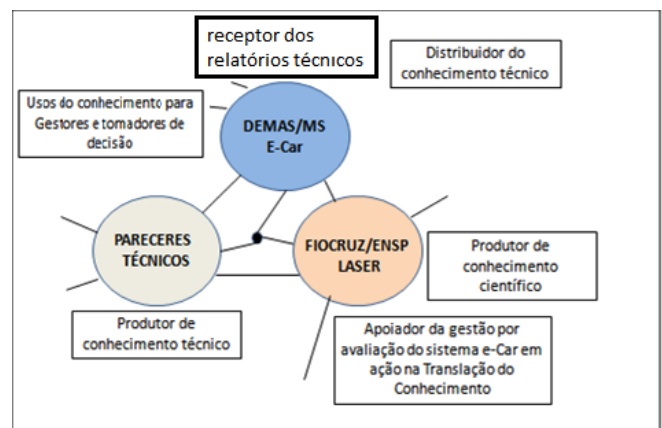 receptor dos
relatórios técnicos
Distribuidor do
conhecimento técnico
Usos do conhecimento para
Gestores e tomadores de
decisão
DEMAS/MS
E-Car
PARECERES
TÉCNICOS
FIOCRUZ/ENSP
LASER
Produtor de
conhecimento
científico
Produtor de
conhecimento técnico
Apoiador da gestão por
avaliação do sistema e-Car em
ação na Translação do
Conhecimento